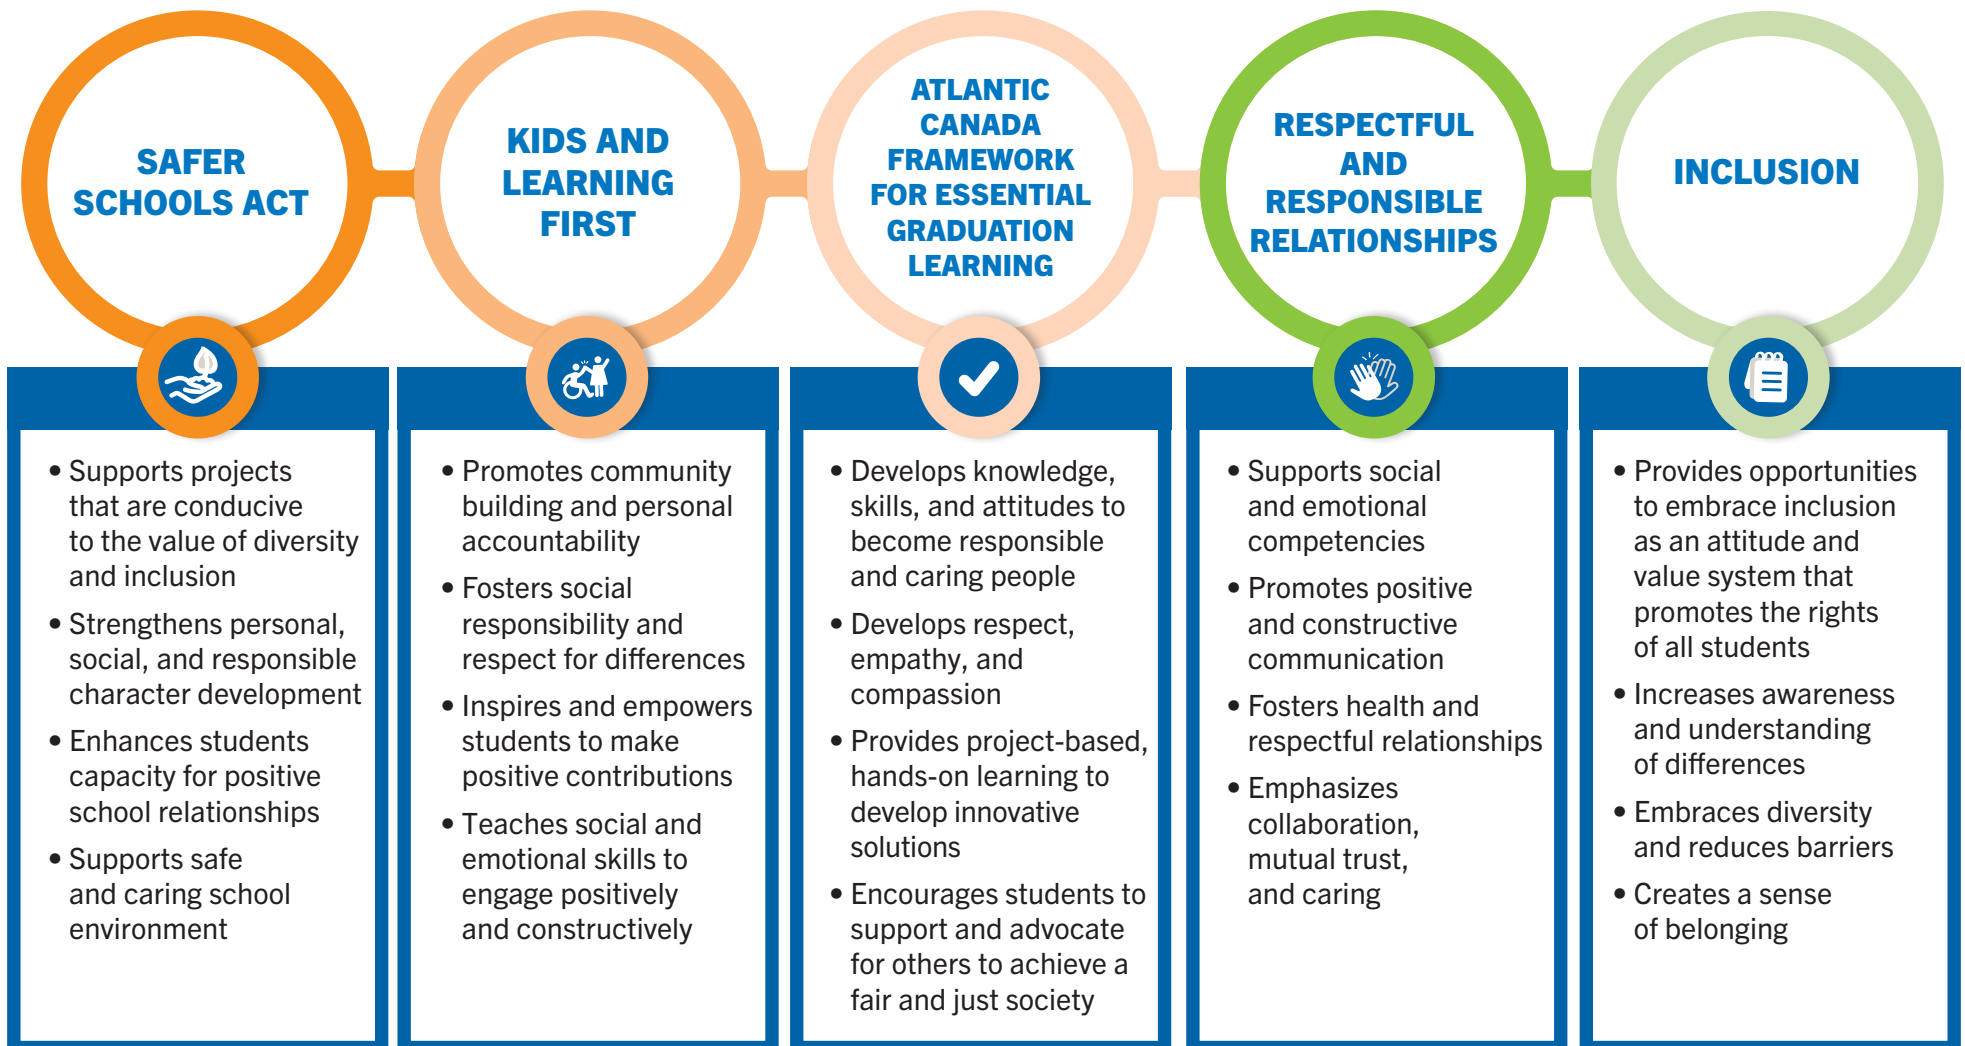 SAFER
SCHOOLS ACT
• Supports projects
that are conducive
to the value of diversity
and inclusion
• Strengthens personal,
social, and responsible
character development
• Enhances students
capacity for positive
school relationships
• Supports safe
and caring school
environment
KIDS AND
LEARNING
FIRST
• Promotes community
building and personal
accountability
• Fosters social
responsibility and
respect for differences
• Inspires and empowers
students to make
positive contributions
• Teaches social and
emotional skills to
engage positively
and constructively
ATLANTIC
CANADA
FRAMEWORK
FOR ESSENTIAL
GRADUATION
LEARNING
• Develops knowledge,
skills, and attitudes to
become responsible
and caring people
• Develops respect,
empathy, and
compassion
• Provides project-based,
hands-on learning to
develop innovative
solutions
• Encourages students to
support and advocate
for others to achieve a
fair and just society
RESPECTFUL
AND
RESPONSIBLE
RELATIONSHIPS
• Supports social
and emotional
competencies
• Promotes positive
and constructive
communication
• Fosters health and
respectful relationships
• Emphasizes
collaboration,
mutual trust,
and caring
INCLUSION
• Provides opportunities
to embrace inclusion
as an attitude and
value system that
promotes the rights
of all students
• Increases awareness
and understanding
of differences
• Embraces diversity
and reduces barriers
• Creates a sense
of belonging